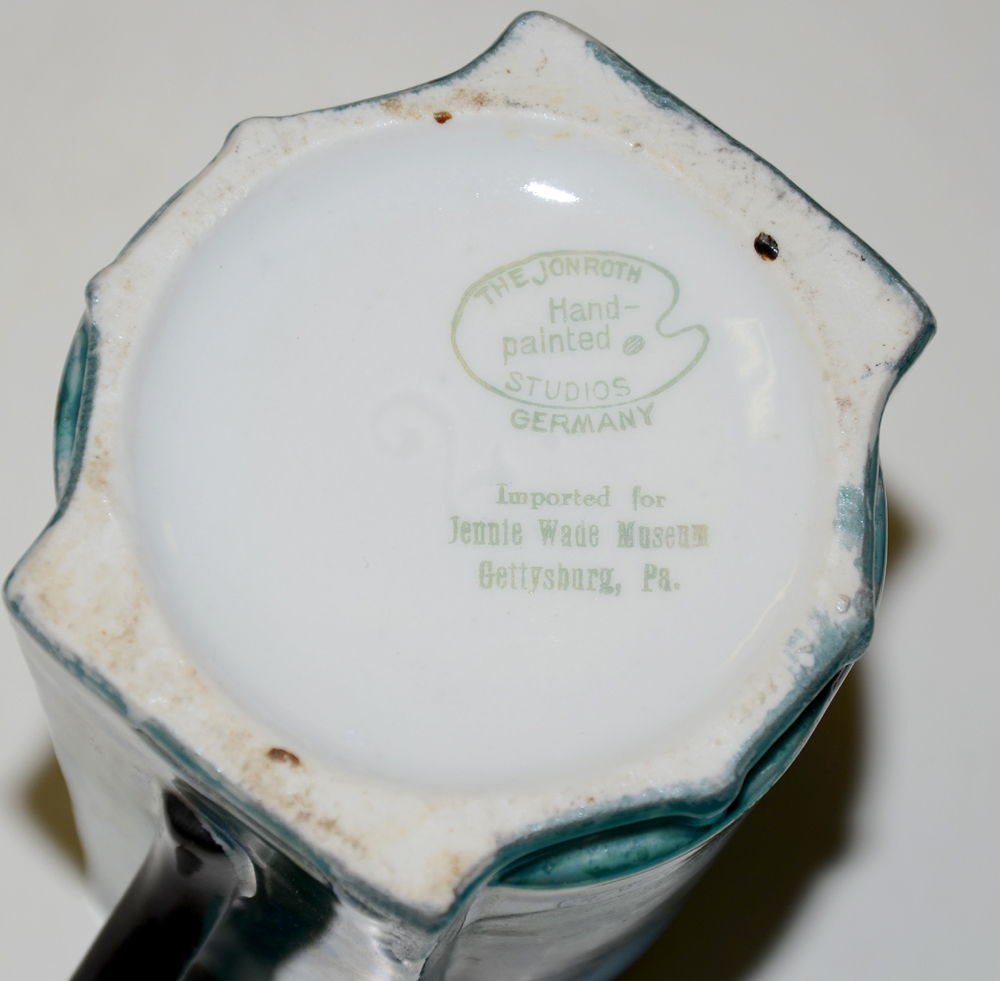 THE JONROTH
Hand-
painted
STUDIOS
GERMANY
Imported for
Jennie Wade Museum
Gettysburg, Pa.